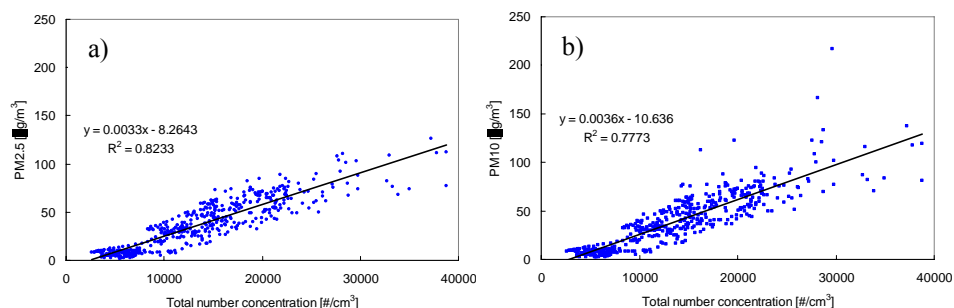 a)
PM2.5 [█g/m³]
250
200
150
100
50
0
y = 0.0033x - 8.2643
R² = 0.8233
0 10000 20000 30000 40000
Total number concentration [#/cm³]
b)
PM10 [█g/m³]
250
200
150
100
50
0
y = 0.0036x - 10.636
R² = 0.7773
0 10000 20000 30000 40000
Total number concentration [#/cm³]